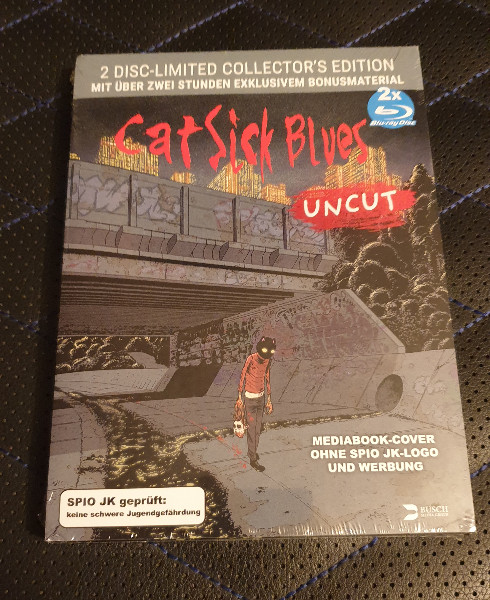 2 DISC-LIMITED COLLECTOR'S EDITION
MIT ÜBER ZWEI STUNDEN EXKLUSIVEM BONUSMATERIAL
2x
Blu-ray Disc
Cat Sick Blues
UNCUT
MEDIABOOK-COVER
OHNE SPIO JK-LOGO
UND WERBUNG
SPIO JK geprüft:
keine schwere Jugendgefährdung
BUSCH